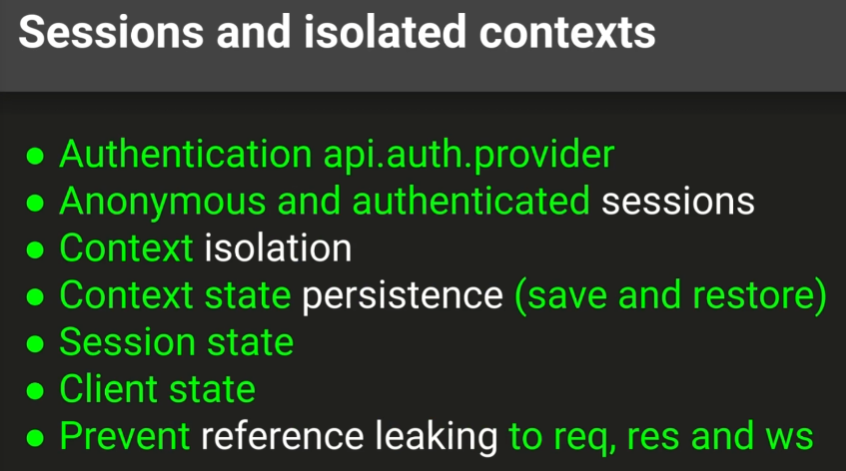 Sessions and isolated contexts
● Authentication api.auth.provider
● Anonymous and authenticated sessions
● Context isolation
● Context state persistence (save and restore)
● Session state
● Client state
● Prevent reference leaking to req, res and ws